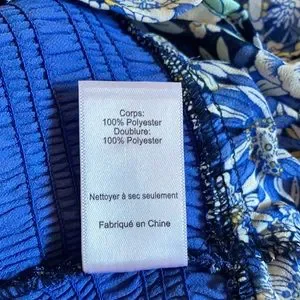 Corps:
100% Polyester
Doublure:
100% Polyester
Nettoyer à sec seulement
Fabriqué en Chine